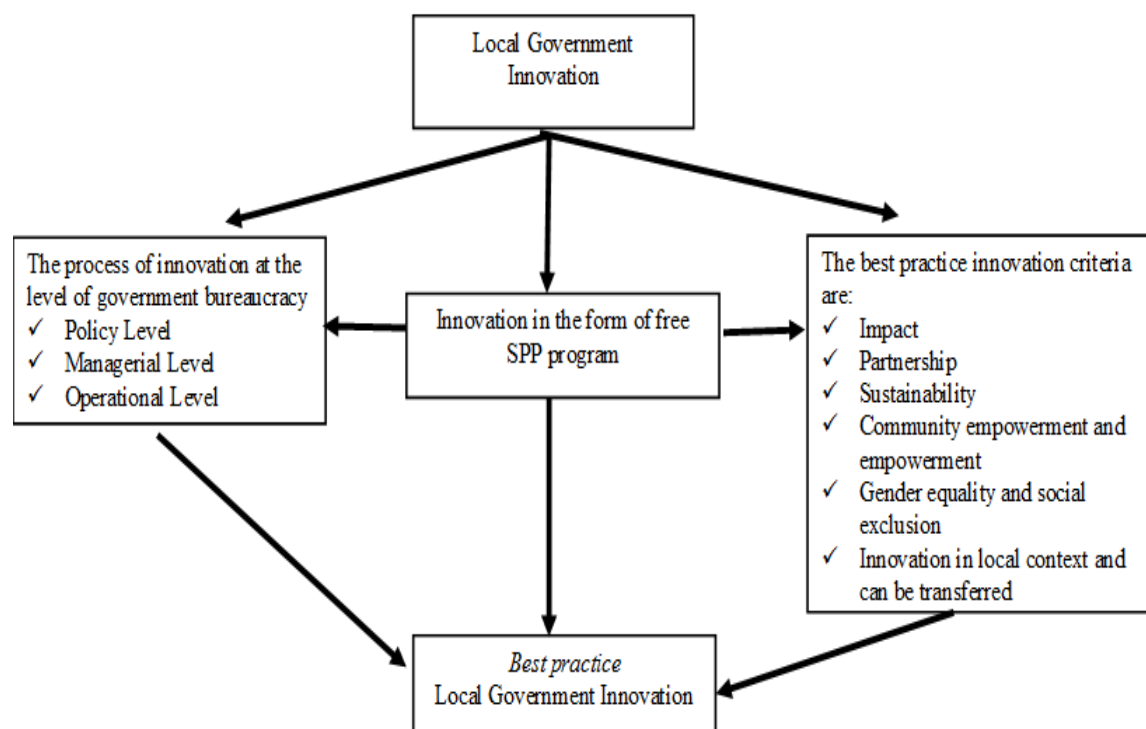 Local Government
Innovation
The process of innovation at the
level of government bureaucracy
✓ Policy Level
✓ Managerial Level
✓ Operational Level
Innovation in the form of free
SPP program
The best practice innovation criteria
are:
✓ Impact
✓ Partnership
✓ Sustainability
✓ Community empowerment and
empowerment
✓ Gender equality and social
exclusion
✓ Innovation in local context and
can be transferred
Best practice
Local Government Innovation